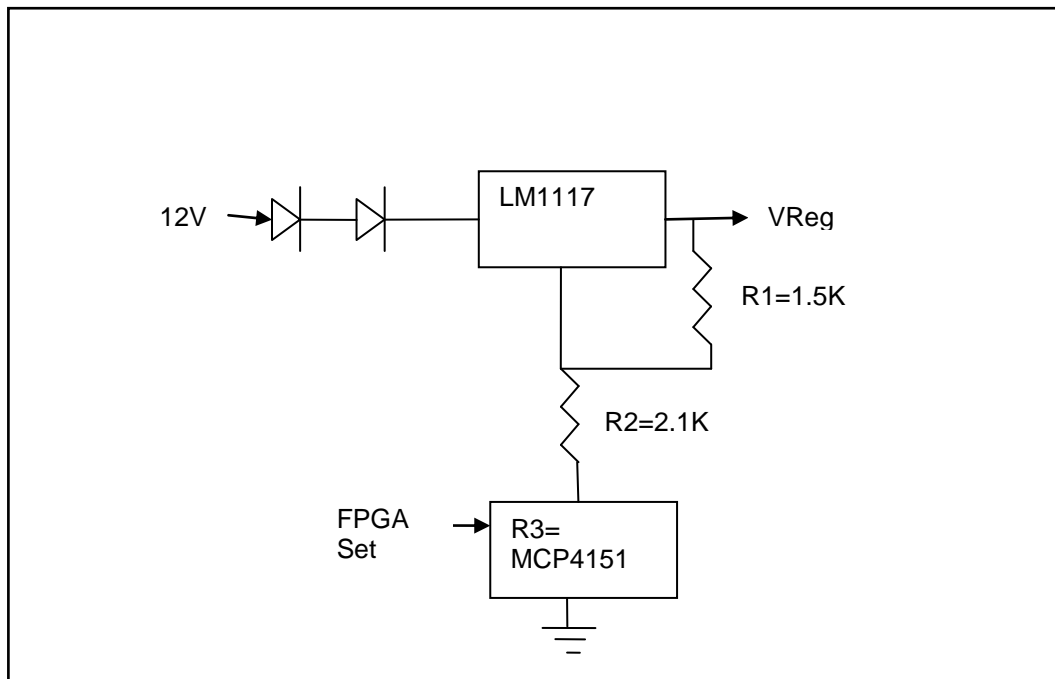 LM1117
12V
VReg
R1=1.5K
R2=2.1K
FPGA
Set
R3=
MCP4151